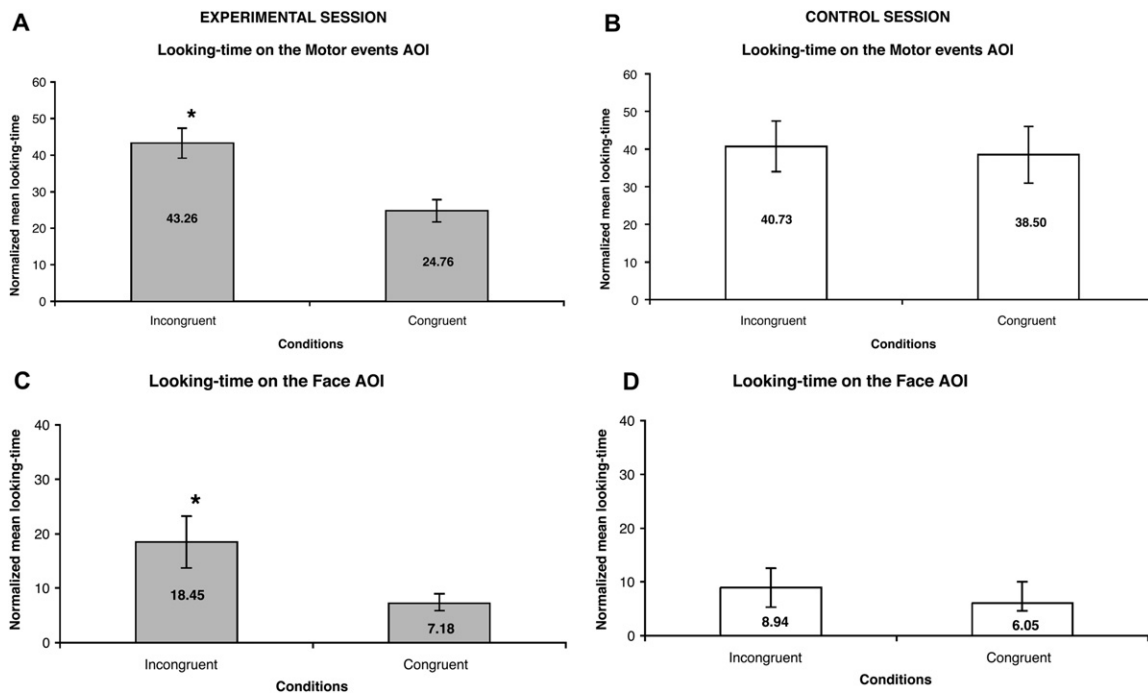 A
EXPERIMENTAL SESSION
Looking-time on the Motor events AOI
Normalized mean looking-time
60
50
40
30
20
10
0
*
43.26
24.76
Incongruent
Congruent
Conditions
B
CONTROL SESSION
Looking-time on the Motor events AOI
Normalized mean looking-time
60
50
40
30
20
10
0
40.73
38.50
Incongruent
Congruent
Conditions
C
Looking-time on the Face AOI
Normalized mean looking-time
40
30
20
10
0
*
18.45
7.18
Incongruent
Congruent
Conditions
D
Looking-time on the Face AOI
Normalized mean looking-time
40
30
20
10
0
8.94
6.05
Incongruent
Congruent
Conditions